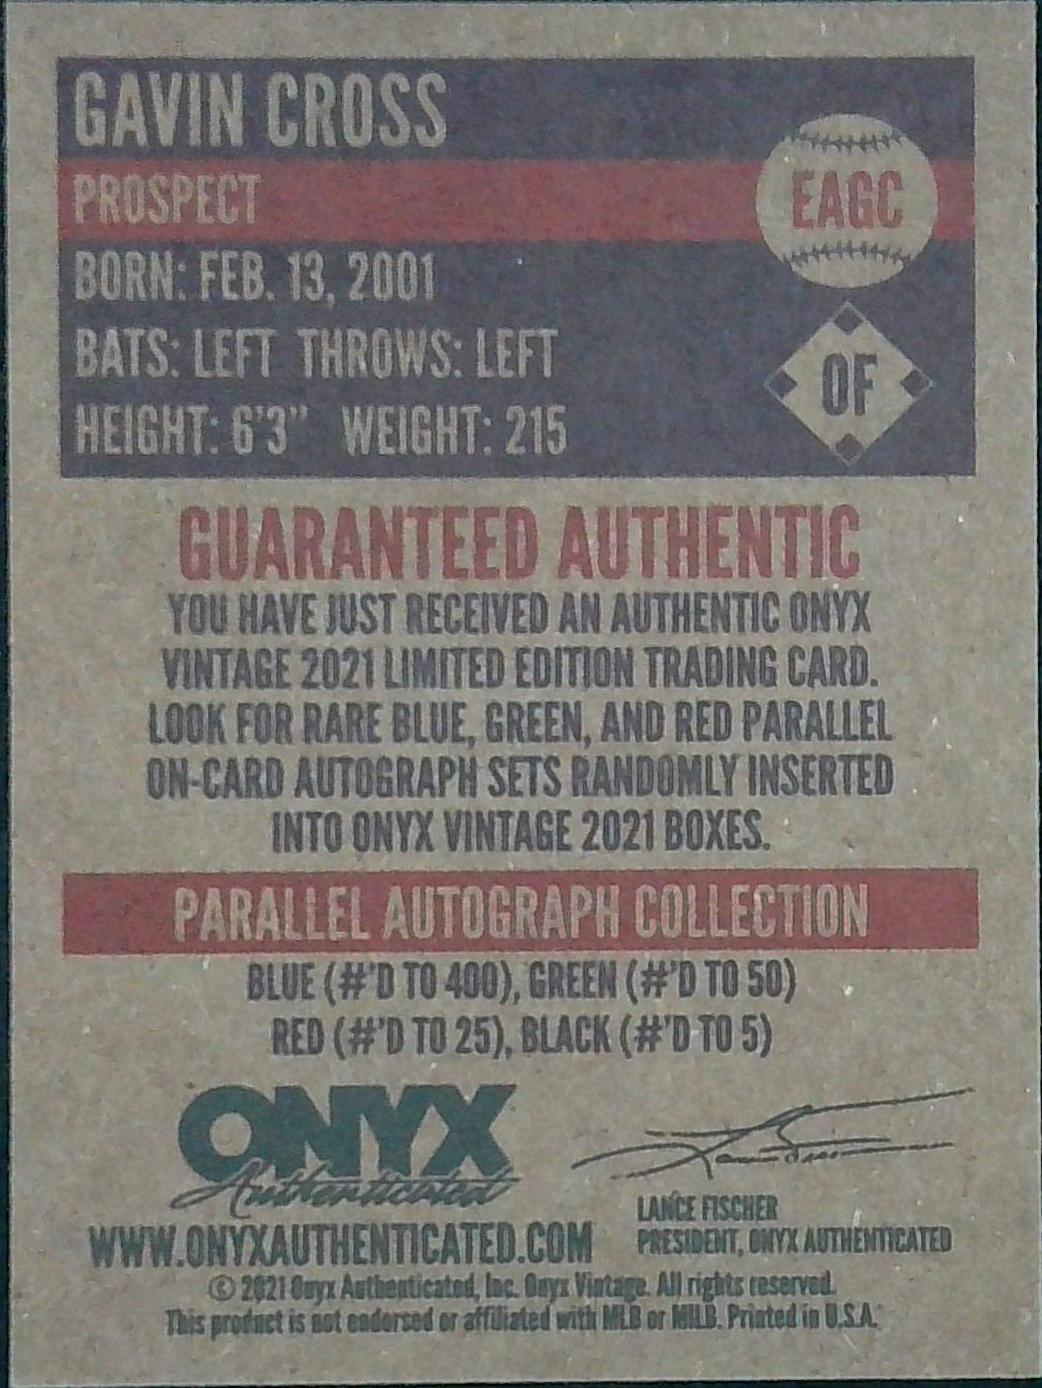 GAVIN CROSS
PROSPECT
EAGC
BORN: FEB. 13, 2001
BATS: LEFT THROWS: LEFT
OF
HEIGHT: 6'3" WEIGHT: 215
GUARANTEED AUTHENTIC
YOU HAVE JUST RECEIVED AN AUTHENTIC ONYX
VINTAGE 2021 LIMITED EDITION TRADING CARD.
LOOK FOR RARE BLUE, GREEN, AND RED PARALLEL
ON-CARD AUTOGRAPH SETS RANDOMLY INSERTED
INTO ONYX VINTAGE 2021 BOXES.
PARALLEL AUTOGRAPH COLLECTION
BLUE (#'D TO 400), GREEN (#'D TO 50)
RED (#'D TO 25), BLACK (#'D TO 5)
ONYX
Authenticated
WWW.ONYXAUTHENTICATED.COM
LANCE FISCHER
PRESIDENT, ONYX AUTHENTICATED
© 2021 Onyx Authenticated, Inc. Onyx Vintage. All rights reserved.
This product is not endorsed or affiliated with MLB or MILB. Printed in U.S.A.